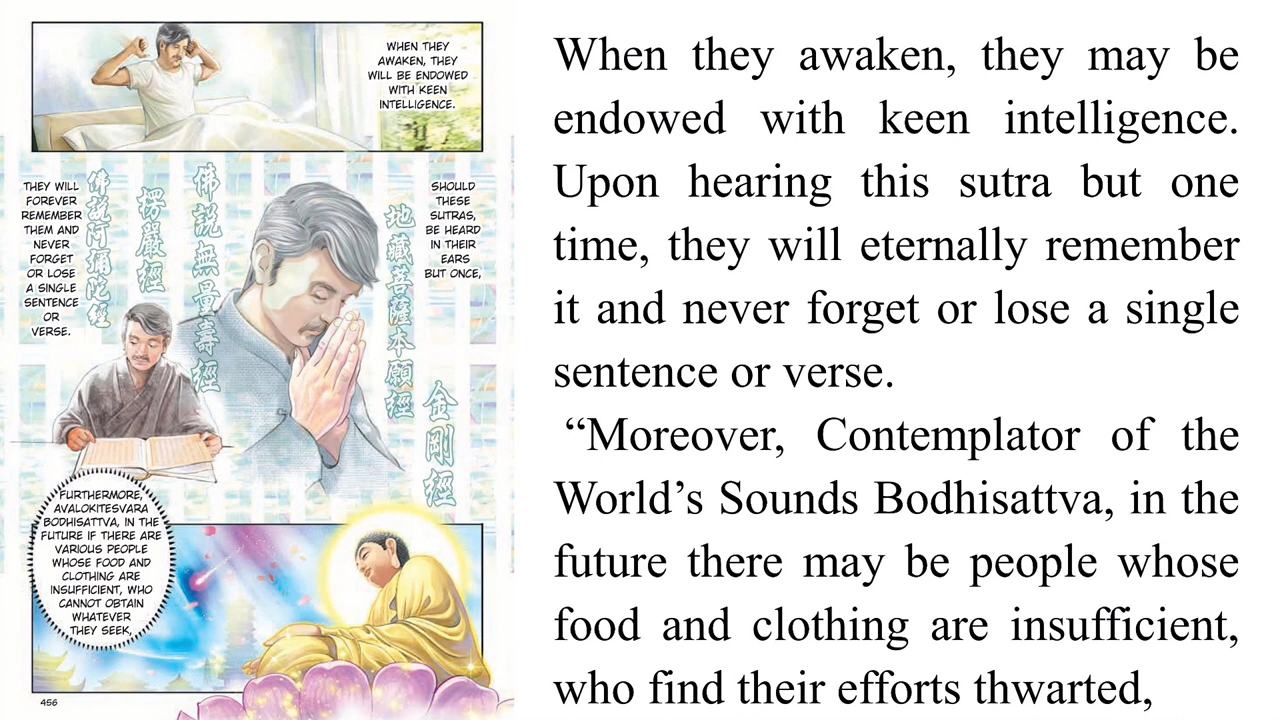 WHEN THEY
AWAKEN, THEY
WILL BE ENDOWED
WITH KEEN
INTELLIGENCE.
SHOULD
THESE
SUTRAS,
BE HEARD
IN THEIR
EARS
BUT ONCE,
THEY WILL
FOREVER
REMEMBER
THEM AND
NEVER
FORGET
OR LOSE
A SINGLE
SENTENCE
OR
VERSE.
金剛經
地藏菩薩本願經
佛說無量壽經
楞嚴經
佛說阿彌陀經
FURTHERMORE,
AVALOKITESVARA
BODHISATTVA, IN THE
FUTURE IF THERE ARE
VARIOUS PEOPLE
WHOSE FOOD AND
CLOTHING ARE
INSUFFICIENT, WHO
CANNOT OBTAIN
WHATEVER
THEY SEEK,
456
When they awaken, they may be
endowed with keen intelligence.
Upon hearing this sutra but one
time, they will eternally remember
it and never forget or lose a single
sentence or verse.
“Moreover, Contemplator of the
World’s Sounds Bodhisattva, in the
future there may be people whose
food and clothing are insufficient,
who find their efforts thwarted,